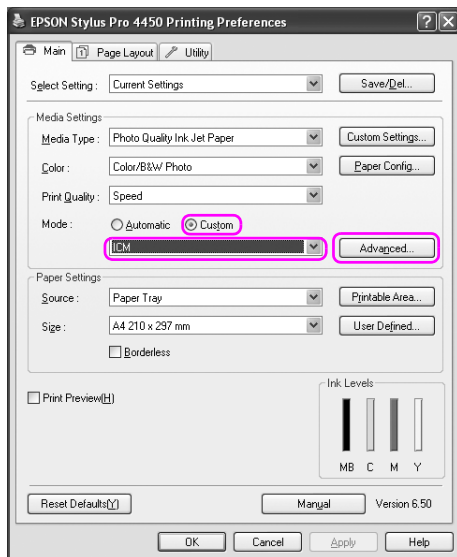 EPSON Stylus Pro 4450 Printing Preferences
Main Page Layout Utility
Select Setting : Current Settings Save/Del...
Media Settings
Media Type : Photo Quality Ink Jet Paper Custom Settings...
Color : Color/B&W Photo Paper Config...
Print Quality : Speed
Mode : Automatic Custom
ICM Advanced...
Paper Settings
Source : Paper Tray Printable Area...
Size : A4 210 x 297 mm User Defined...
Borderless
Print Preview(H)
Ink Levels
MB C M Y
Reset Defaults(Y) Manual Version 6.50
OK Cancel Apply Help